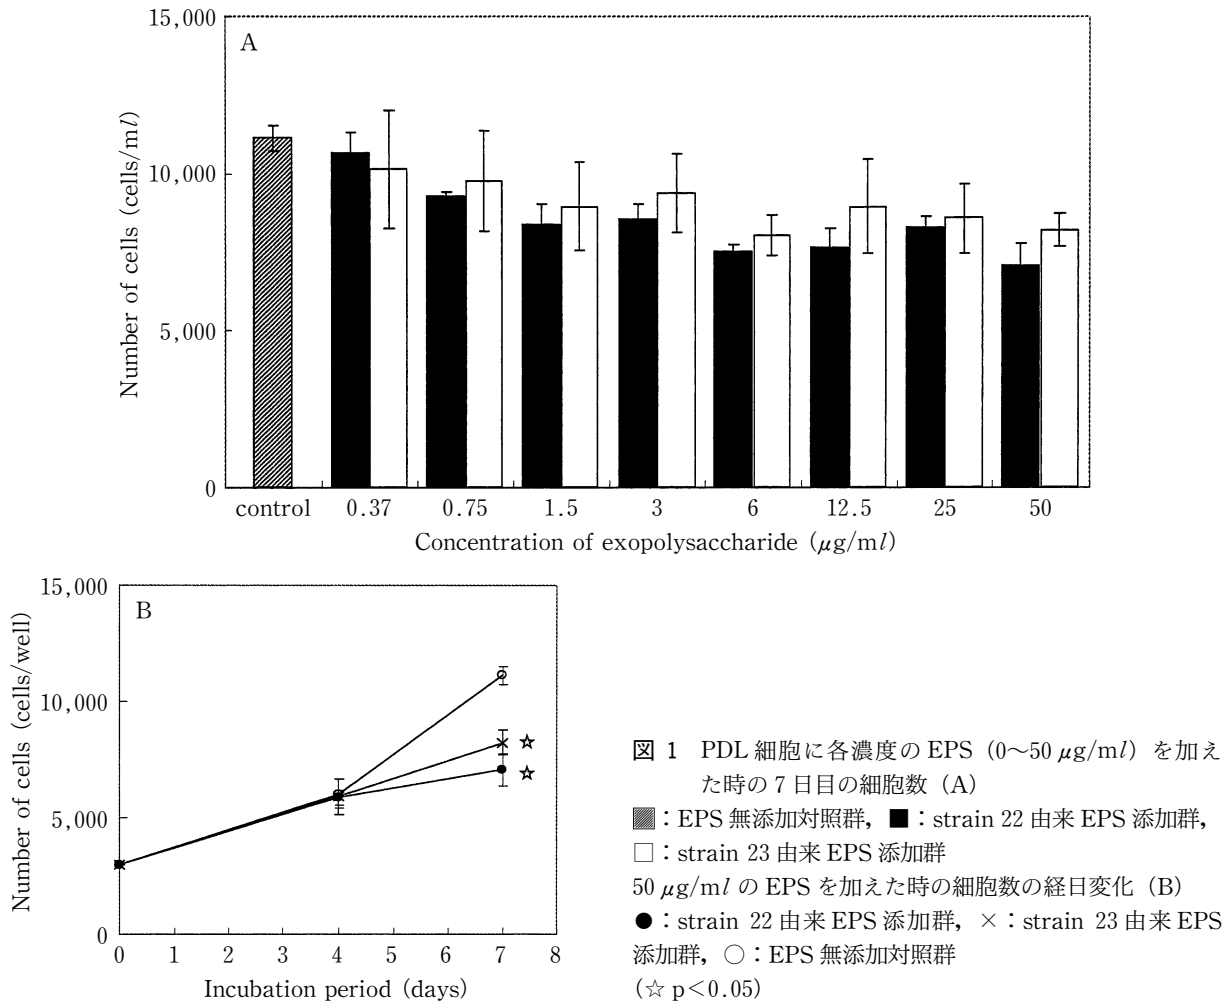 15,000
A
10,000
5,000
0
Number of cells (cells/ml)
control 0.37 0.75 1.5 3 6 12.5 25 50
Concentration of exopolysaccharide (μg/ml)
15,000
B
10,000
5,000
0
Number of cells (cells/well)
☆
☆
0 1 2 3 4 5 6 7 8
Incubation period (days)
図 1 PDL 細胞に各濃度の EPS (0〜50 μg/ml) を加え
た時の 7 日目の細胞数 (A)
▨:EPS 無添加対照群, ■:strain 22 由来 EPS 添加群,
□:strain 23 由来 EPS 添加群
50 μg/ml の EPS を加えた時の細胞数の経日変化 (B)
●:strain 22 由来 EPS 添加群, ×:strain 23 由来 EPS
添加群, ○:EPS 無添加対照群
(☆ p<0.05)